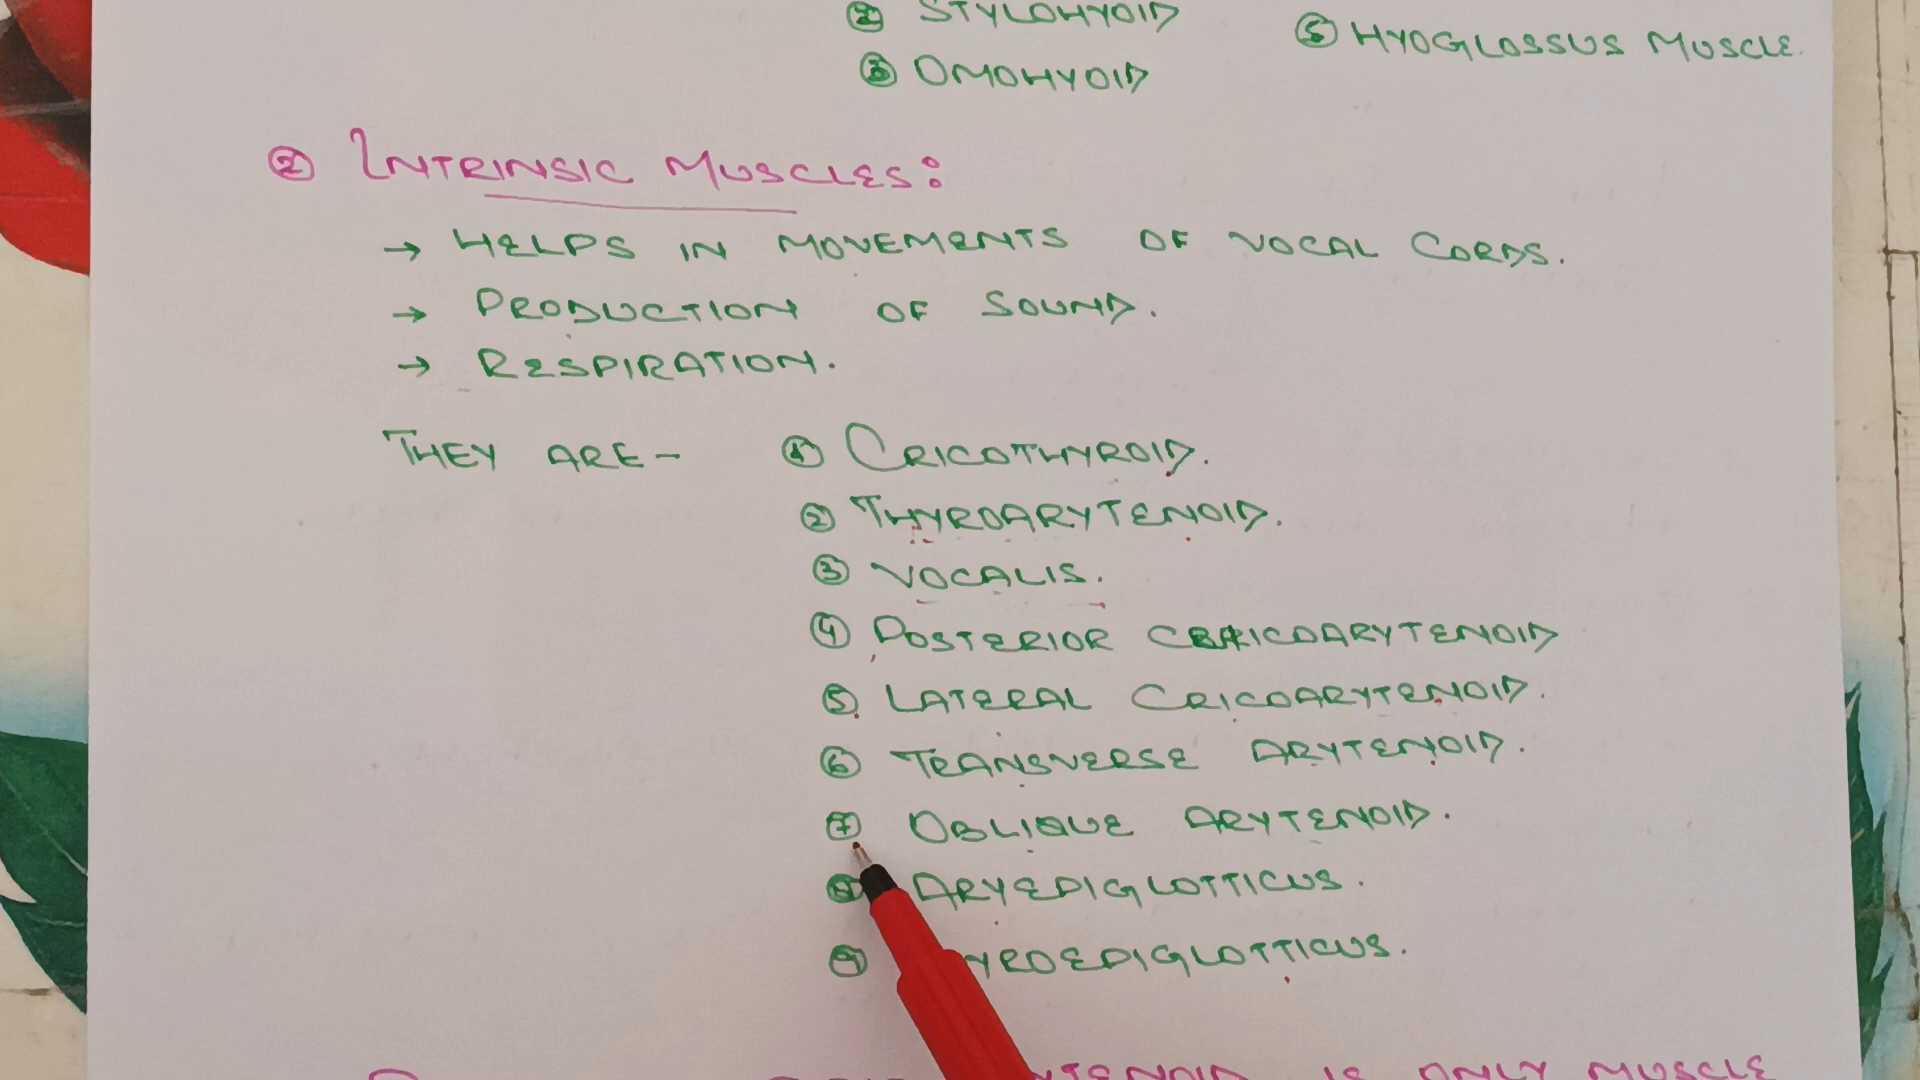 ② STYLOHYOID ⑤ HYOGLOSSUS MUSCLE.
③ OMOHYOID
② INTRINSIC MUSCLES:
→ HELPS IN MOVEMENTS OF VOCAL CORDS.
→ PRODUCTION OF SOUND.
→ RESPIRATION.
THEY ARE - ① CRICOTHYROID.
② THYROARYTENOID.
③ VOCALIS.
④ POSTERIOR CRICOARYTENOID
⑤ LATERAL CRICOARYTENOID.
⑥ TRANSVERSE ARYTENOID.
⑦ OBLIQUE ARYTENOID.
⑧ ARYEPIGLOTTICUS.
⑨ YROEPIGLOTTICUS.
YTENOID IS ONLY MUSCLE